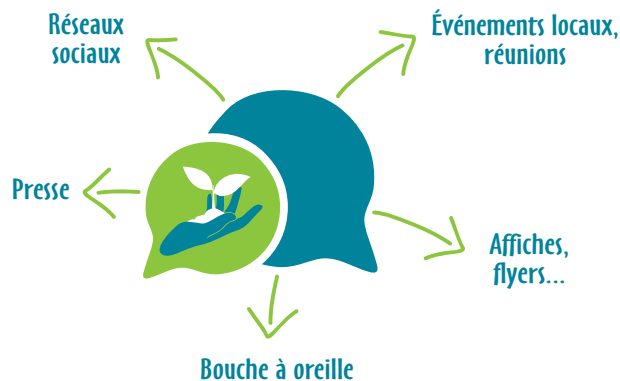 Réseaux
sociaux
Événements locaux,
réunions
Presse
Affiches,
flyers...
Bouche à oreille